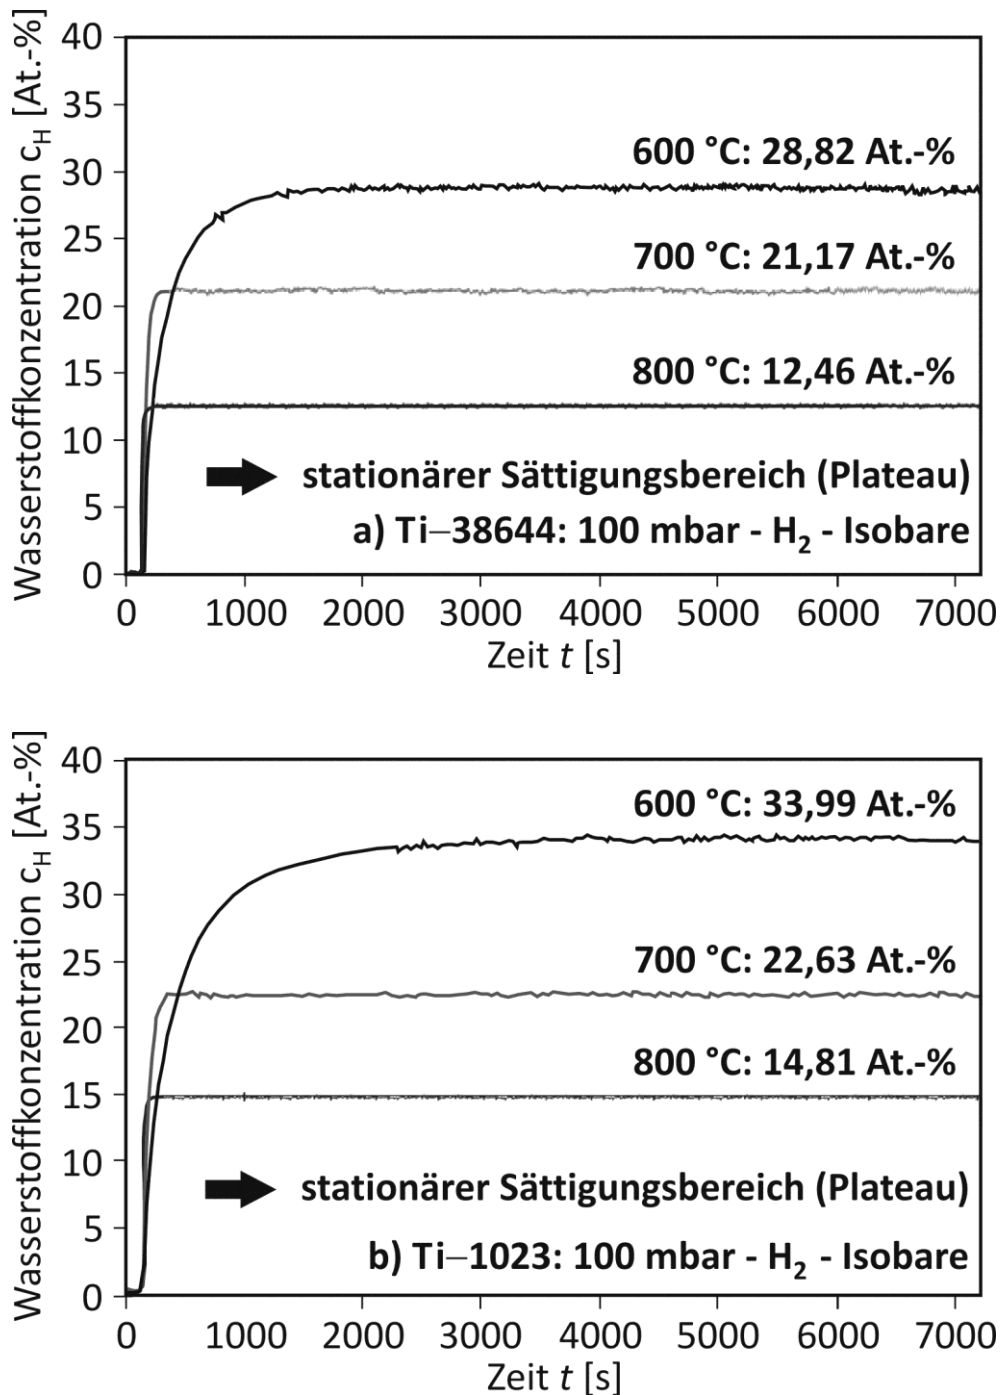 Wasserstoffkonzentration c_H [At.-%]
40
35
30
25
20
15
10
5
0
600 °C: 28,82 At.-%
700 °C: 21,17 At.-%
800 °C: 12,46 At.-%
stationärer Sättigungsbereich (Plateau)
a) Ti–38644: 100 mbar - H₂ - Isobare
0 1000 2000 3000 4000 5000 6000 7000
Zeit t [s]
Wasserstoffkonzentration c_H [At.-%]
40
35
30
25
20
15
10
5
0
600 °C: 33,99 At.-%
700 °C: 22,63 At.-%
800 °C: 14,81 At.-%
stationärer Sättigungsbereich (Plateau)
b) Ti–1023: 100 mbar - H₂ - Isobare
0 1000 2000 3000 4000 5000 6000 7000
Zeit t [s]